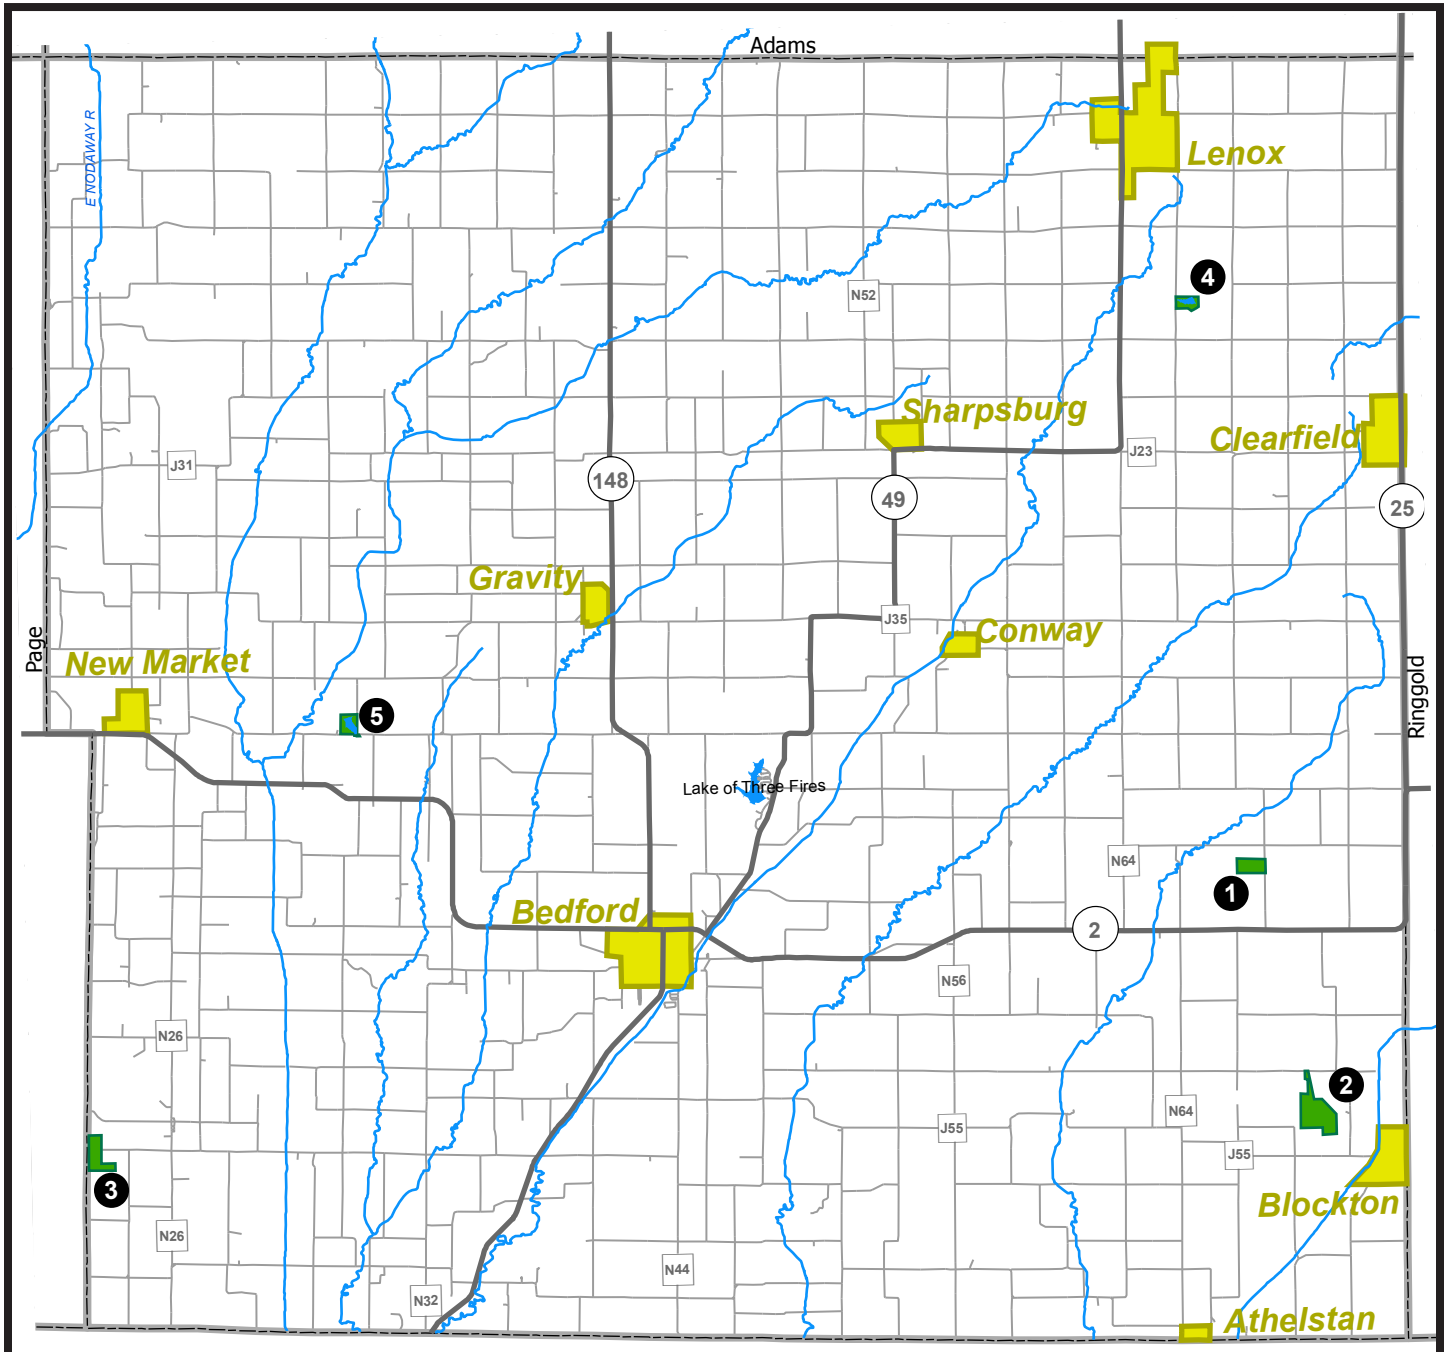 Adams
E NODAWAY R
Lenox
4
N52
Sharpsburg
Clearfield
J31
J23
148
49
25
Gravity
J35
Conway
Page
New Market
Ringgold
5
Lake of Three Fires
N64
1
Bedford
2
N56
N26
2
N64
J55
J55
3
Blockton
N26
N44
N32
Athelstan